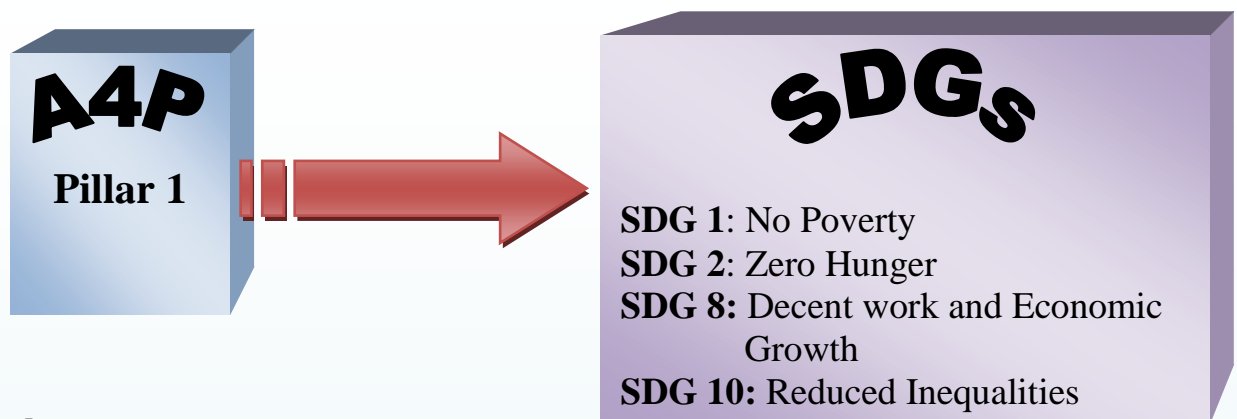 A4P
Pillar 1
SDGs
SDG 1: No Poverty
SDG 2: Zero Hunger
SDG 8: Decent work and Economic
Growth
SDG 10: Reduced Inequalities